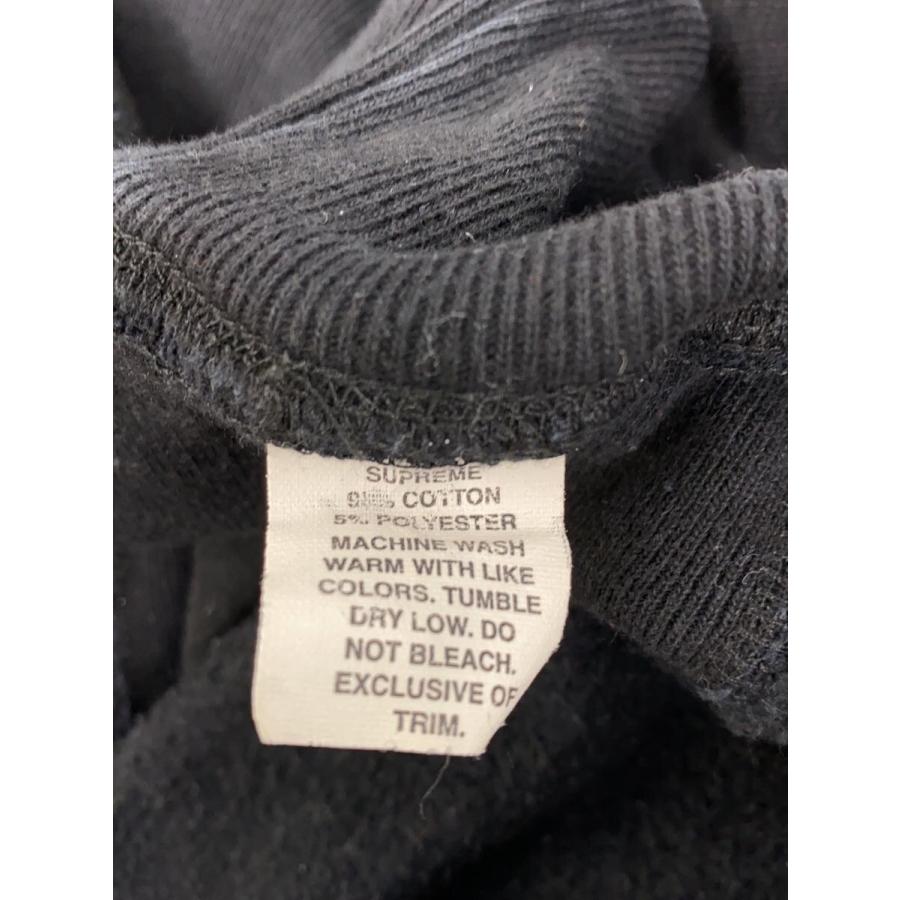 SUPREME
95% COTTON
5% POLYESTER
MACHINE WASH
WARM WITH LIKE
COLORS. TUMBLE
DRY LOW. DO
NOT BLEACH.
EXCLUSIVE OF
TRIM.